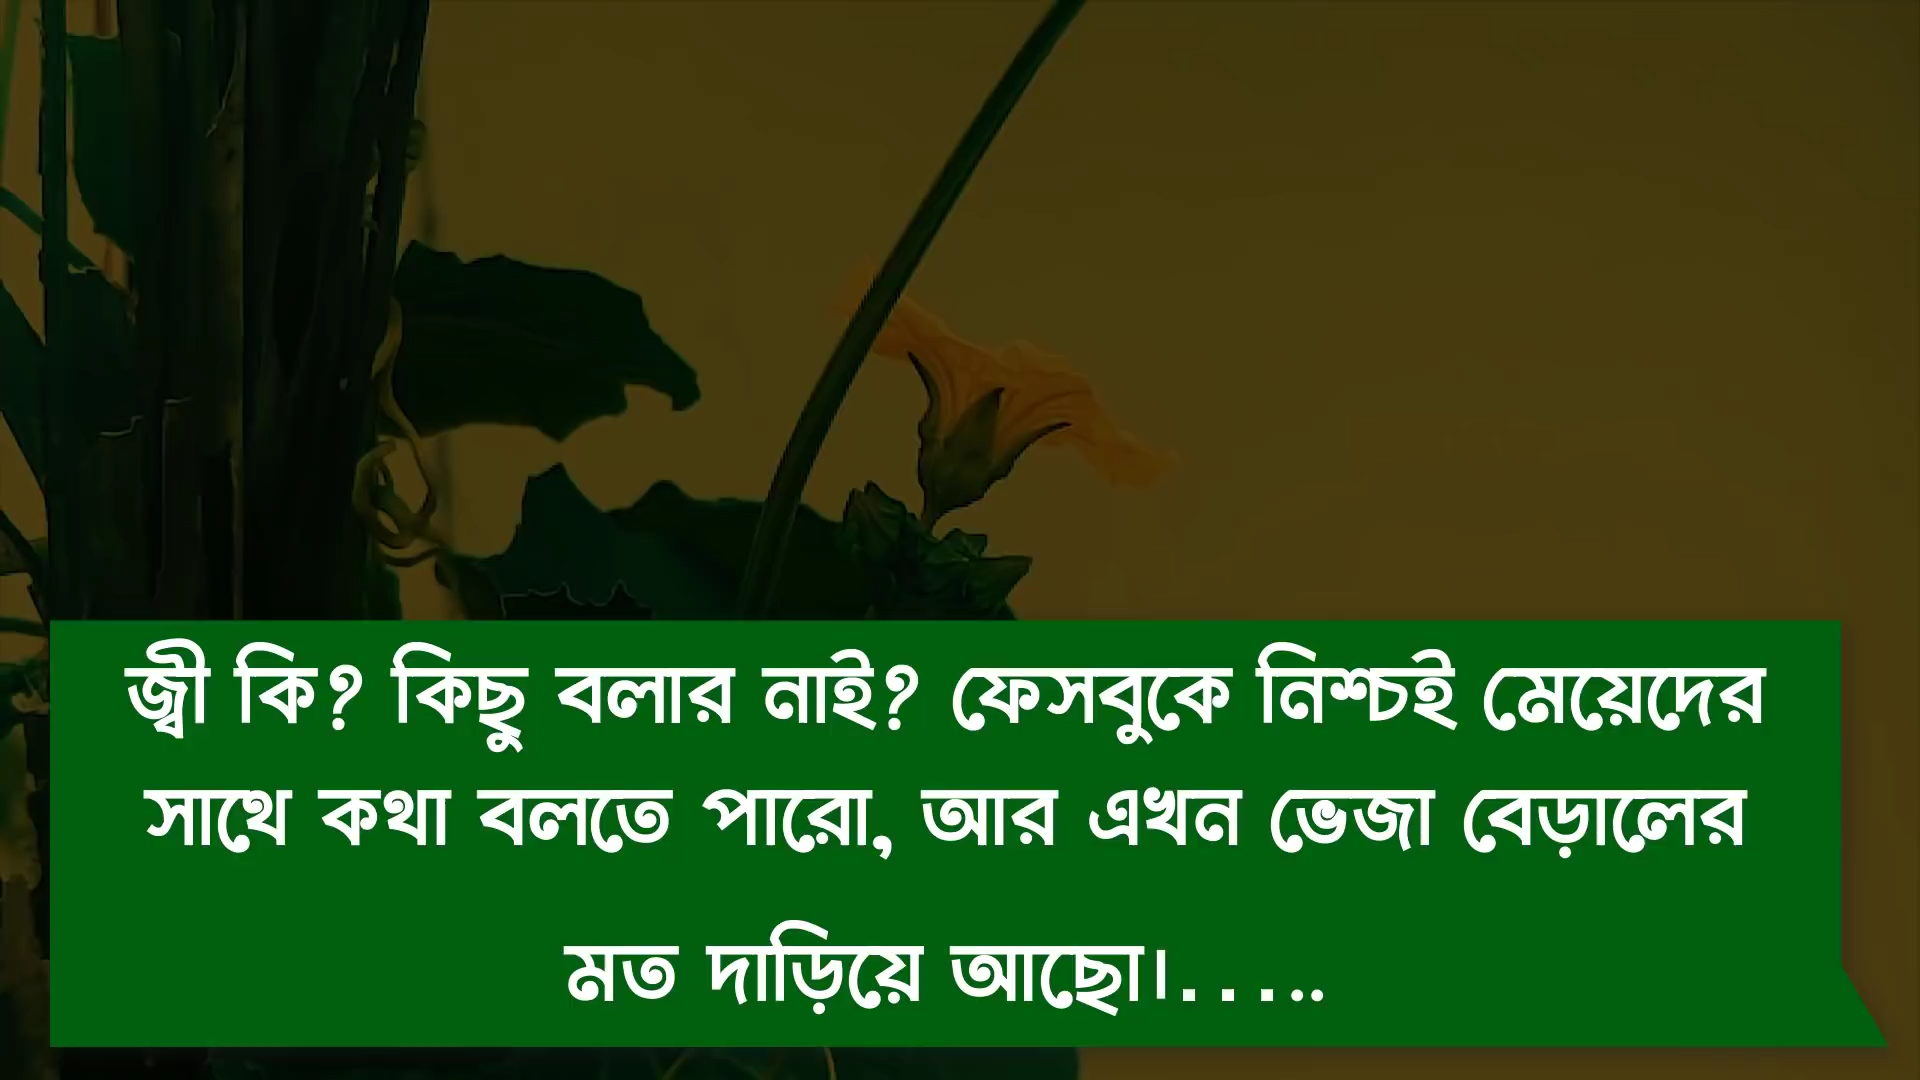 জ্বী কি? কিছু বলার নাই? ফেসবুকে নিশ্চই মেয়েদের
সাথে কথা বলতে পারো, আর এখন ভেজা বেড়ালের
মত দাড়িয়ে আছো।.....